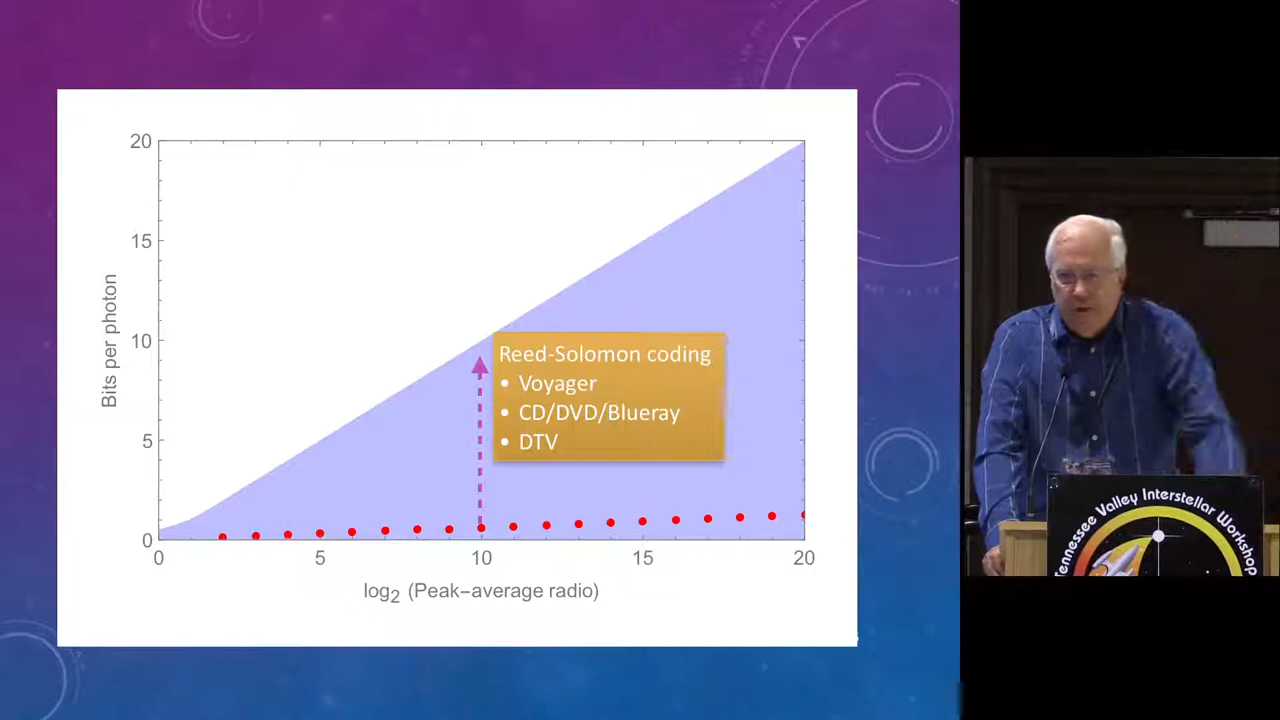 20
15
10
5
0
Bits per photon
Reed-Solomon coding
• Voyager
• CD/DVD/Blueray
• DTV
0 5 10 15 20
log2 (Peak−average radio)
Tennessee Valley Interstellar Workshop